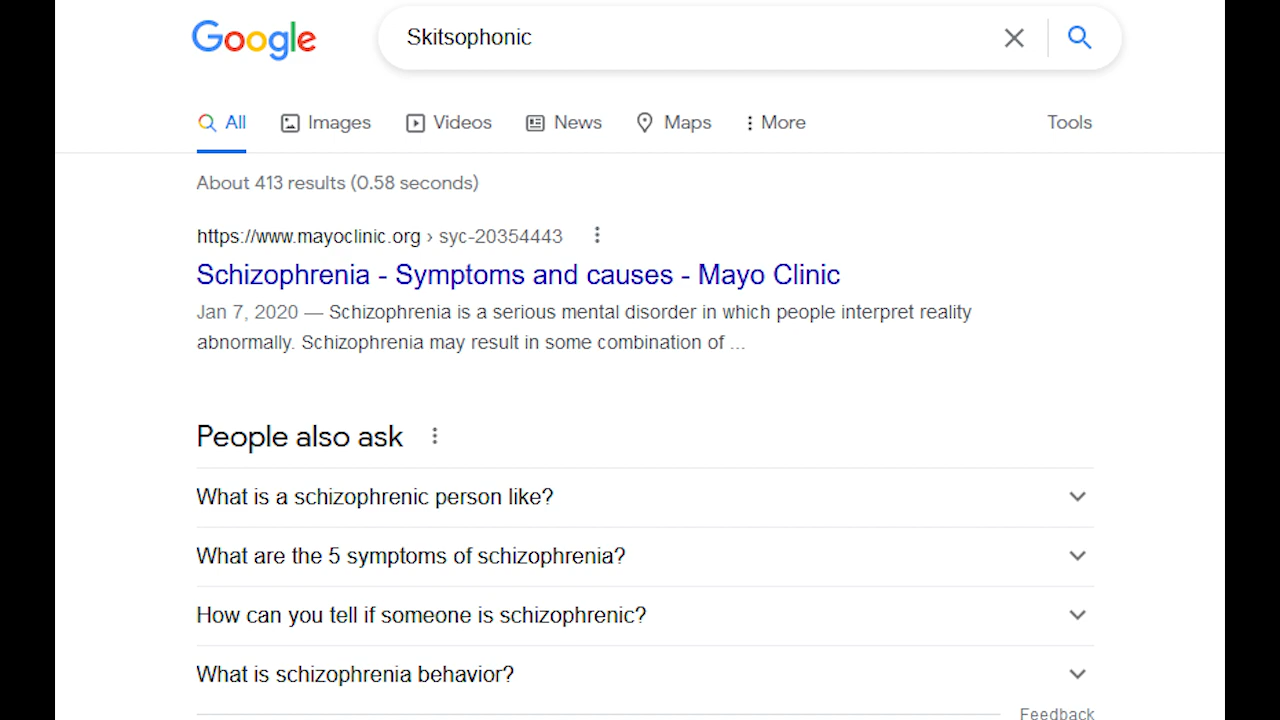 Google
Skitsophonic
All Images Videos News Maps More Tools
About 413 results (0.58 seconds)
https://www.mayoclinic.org › syc-20354443
Schizophrenia - Symptoms and causes - Mayo Clinic
Jan 7, 2020 — Schizophrenia is a serious mental disorder in which people interpret reality
abnormally. Schizophrenia may result in some combination of ...
People also ask
What is a schizophrenic person like?
What are the 5 symptoms of schizophrenia?
How can you tell if someone is schizophrenic?
What is schizophrenia behavior?
Feedback